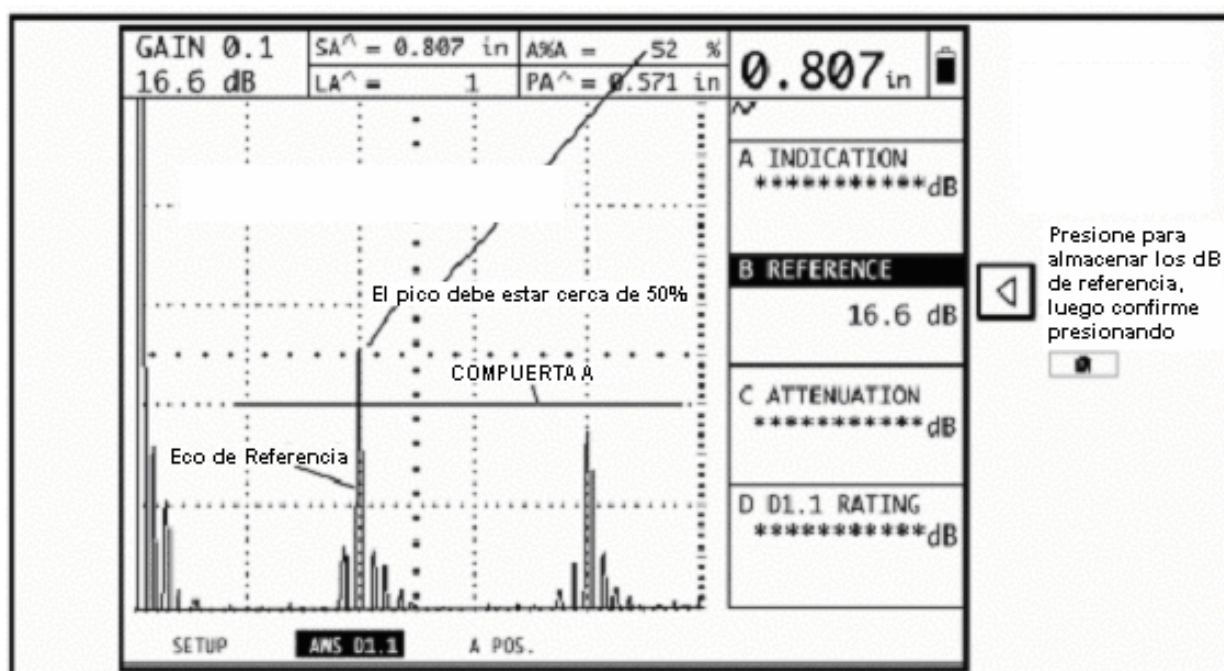 GAIN 0.1
16.6 dB
SA^ = 0.807 in
LA^ = 1
A%A = 52 %
PA^ = 0.571 in
0.807 in
A INDICATION
***********dB
B REFERENCE
16.6 dB
C ATTENUATION
***********dB
D D1.1 RATING
***********dB
El pico debe estar cerca de 50%
COMPUERTA A
Eco de Referencia
SETUP
AWS D1.1
A POS.
Presione para
almacenar los dB
de referencia,
luego confirme
presionando